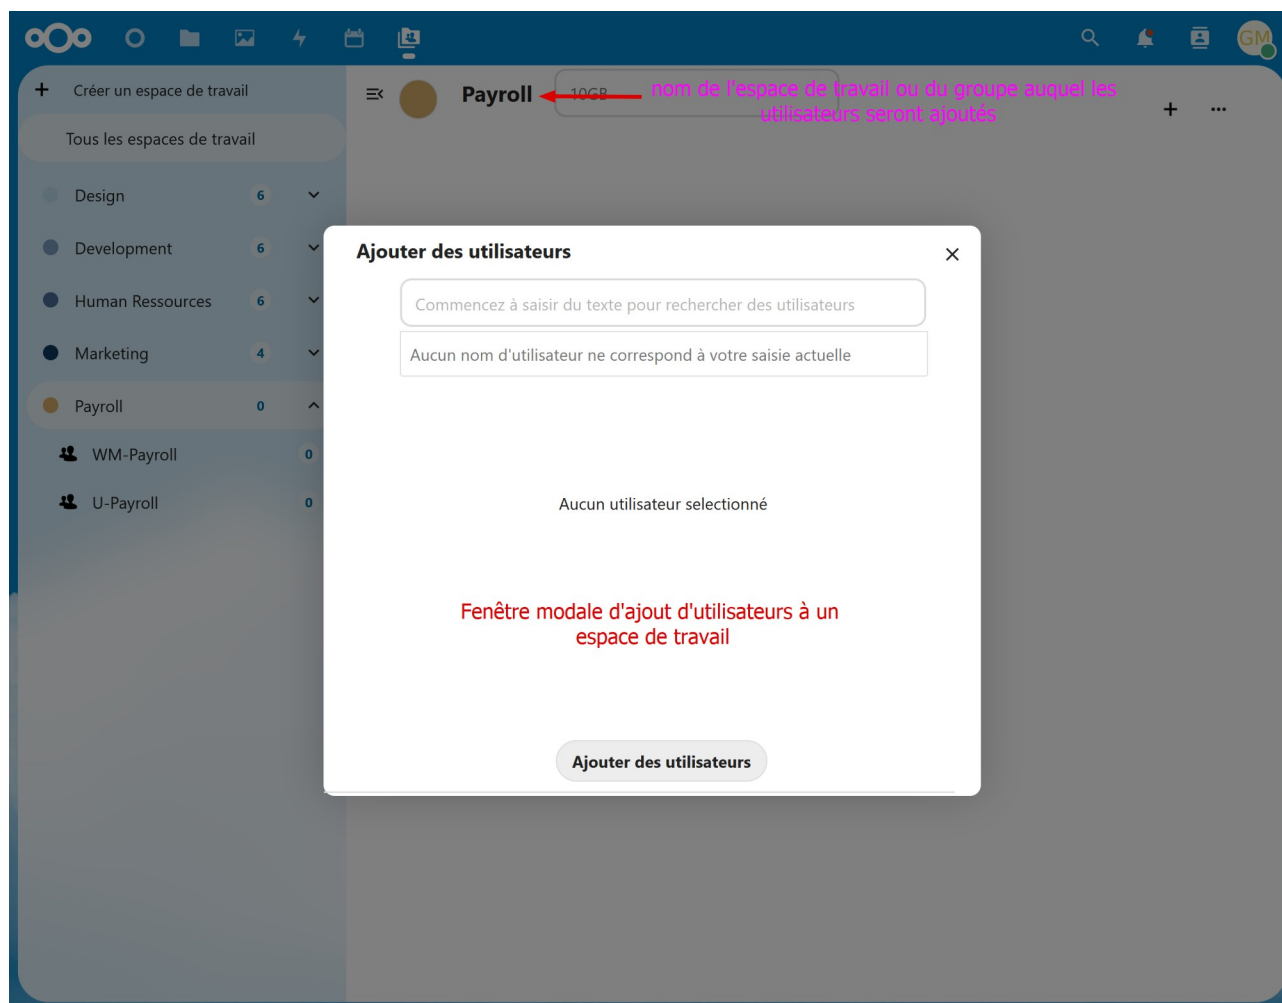 GM
Créer un espace de travail
Payroll
10GB
nom de l'espace de travail ou du groupe auquel les
utilisateurs seront ajoutés
Tous les espaces de travail
Design 6
Development 6
Human Ressources 6
Marketing 4
Payroll 0
WM-Payroll 0
U-Payroll 0
Ajouter des utilisateurs
Commencez à saisir du texte pour rechercher des utilisateurs
Aucun nom d'utilisateur ne correspond à votre saisie actuelle
Aucun utilisateur selectionné
Fenêtre modale d'ajout d'utilisateurs à un
espace de travail
Ajouter des utilisateurs